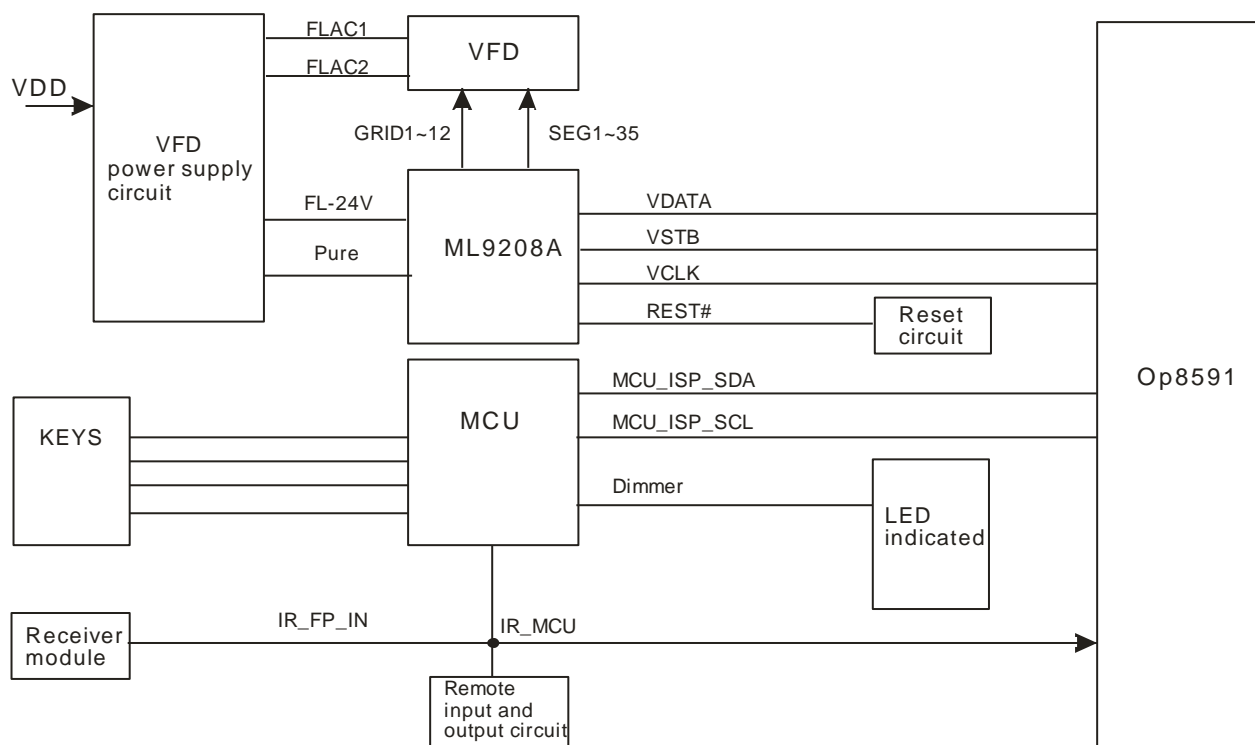 FLAC1
VFD
FLAC2
VDD
GRID1~12
SEG1~35
VFD
power supply
circuit
FL-24V
VDATA
VSTB
Pure
ML9208A
VCLK
REST#
Reset
circuit
Op8591
MCU_ISP_SDA
KEYS
MCU
MCU_ISP_SCL
Dimmer
LED
indicated
IR_FP_IN
IR_MCU
Receiver
module
Remote
input and
output circuit